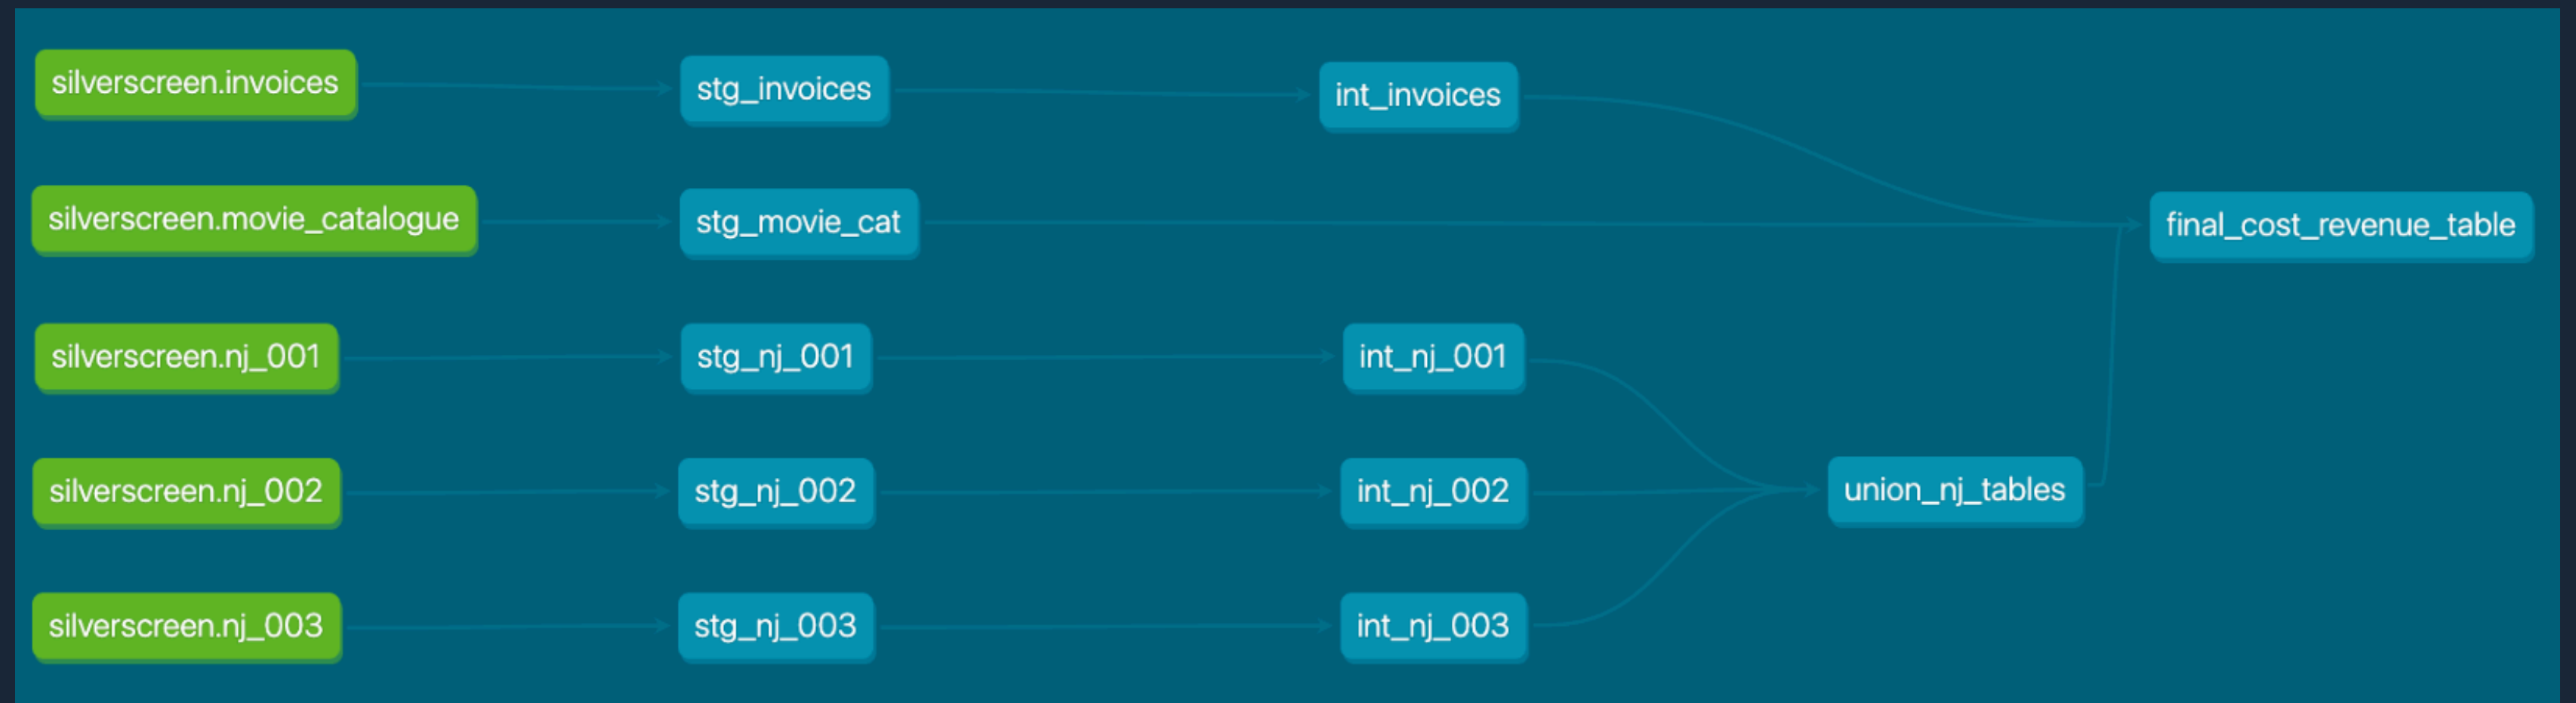 silverscreen.invoices
stg_invoices
int_invoices
silverscreen.movie_catalogue
stg_movie_cat
final_cost_revenue_table
silverscreen.nj_001
stg_nj_001
int_nj_001
silverscreen.nj_002
stg_nj_002
int_nj_002
union_nj_tables
silverscreen.nj_003
stg_nj_003
int_nj_003